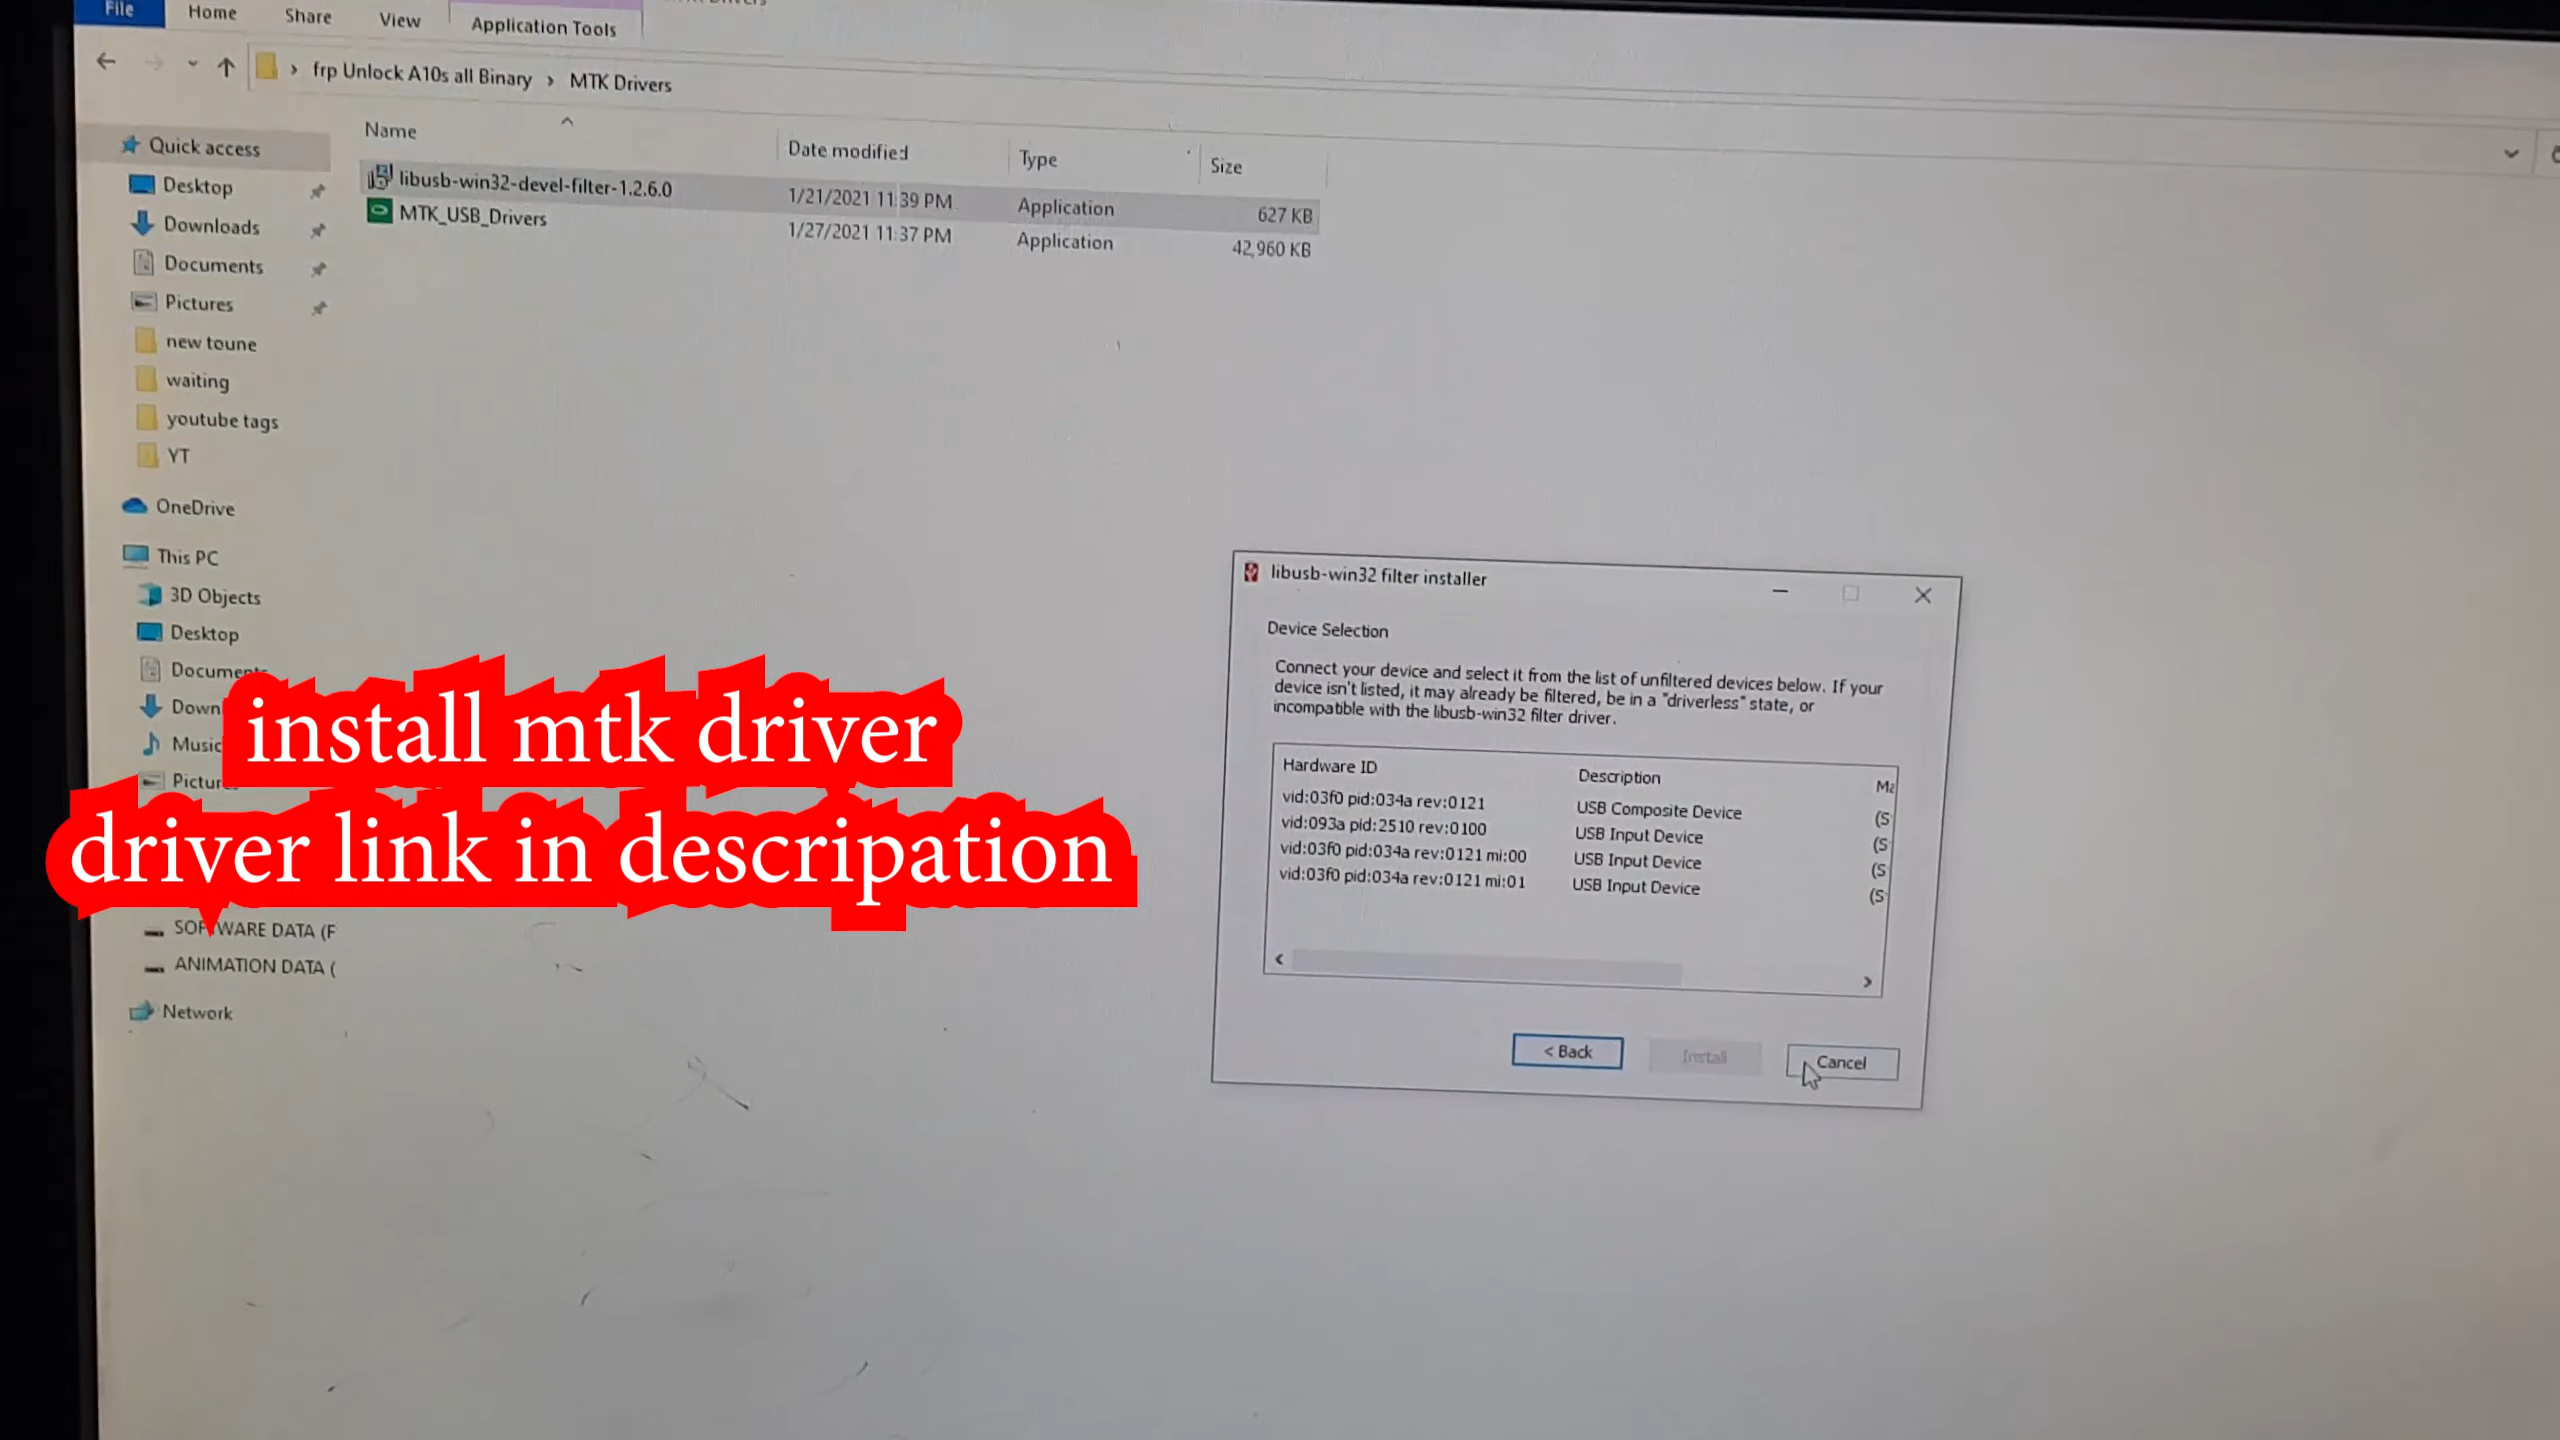 File Home Share View Application Tools
frp Unlock A10s all Binary › MTK Drivers
Name Date modified Type Size
Quick access
libusb-win32-devel-filter-1.2.6.0 1/21/2021 11:39 PM Application 627 KB
MTK_USB_Drivers 1/27/2021 11:37 PM Application 42,960 KB
Desktop
Downloads
Documents
Pictures
new toune
waiting
youtube tags
YT
OneDrive
This PC
3D Objects
Desktop
Music
SOFTWARE DATA (F
ANIMATION DATA (
Network
install mtk driver
driver link in descripation
libusb-win32 filter installer
Device Selection
Connect your device and select it from the list of unfiltered devices below. If your
device isn't listed, it may already be filtered, be in a "driverless" state, or
incompatible with the libusb-win32 filter driver.
Hardware ID Description Ma
vid:03f0 pid:034a rev:0121 USB Composite Device (S
vid:093a pid:2510 rev:0100 USB Input Device (S
vid:03f0 pid:034a rev:0121 mi:00 USB Input Device (S
vid:03f0 pid:034a rev:0121 mi:01 USB Input Device (S
< Back Install Cancel